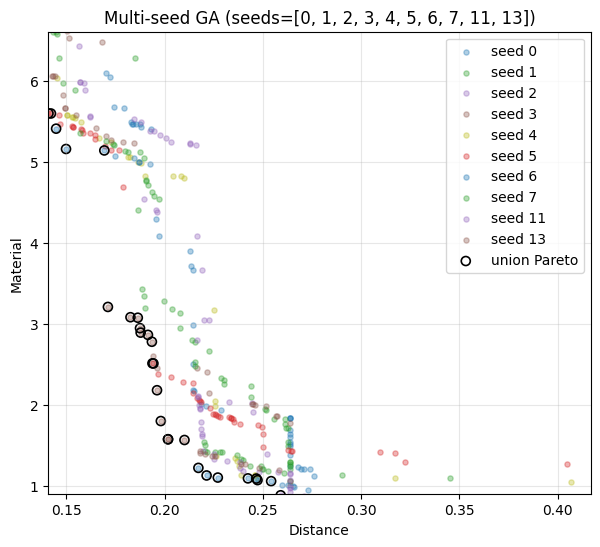 Multi-seed GA (seeds=[0, 1, 2, 3, 4, 5, 6, 7, 11, 13])
seed 0
seed 1
seed 2
seed 3
seed 4
seed 5
seed 6
seed 7
seed 11
seed 13
union Pareto
Material
6
5
4
3
2
1
0.15
0.20
0.25
0.30
0.35
0.40
Distance